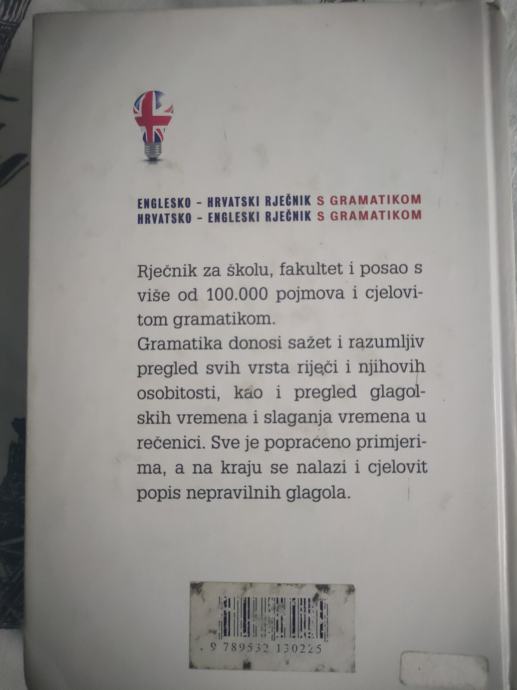 ENGLESKO - HRVATSKI RJEČNIK S GRAMATIKOM
HRVATSKO - ENGLESKI RJEČNIK S GRAMATIKOM
Rječnik za školu, fakultet i posao s
više od 100.000 pojmova i cjelovi-
tom gramatikom.
Gramatika donosi sažet i razumljiv
pregled svih vrsta riječi i njihovih
osobitosti, kao i pregled glagol-
skih vremena i slaganja vremena u
rečenici. Sve je popraćeno primjeri-
ma, a na kraju se nalazi i cjelovit
popis nepravilnih glagola.
9 789532 130225